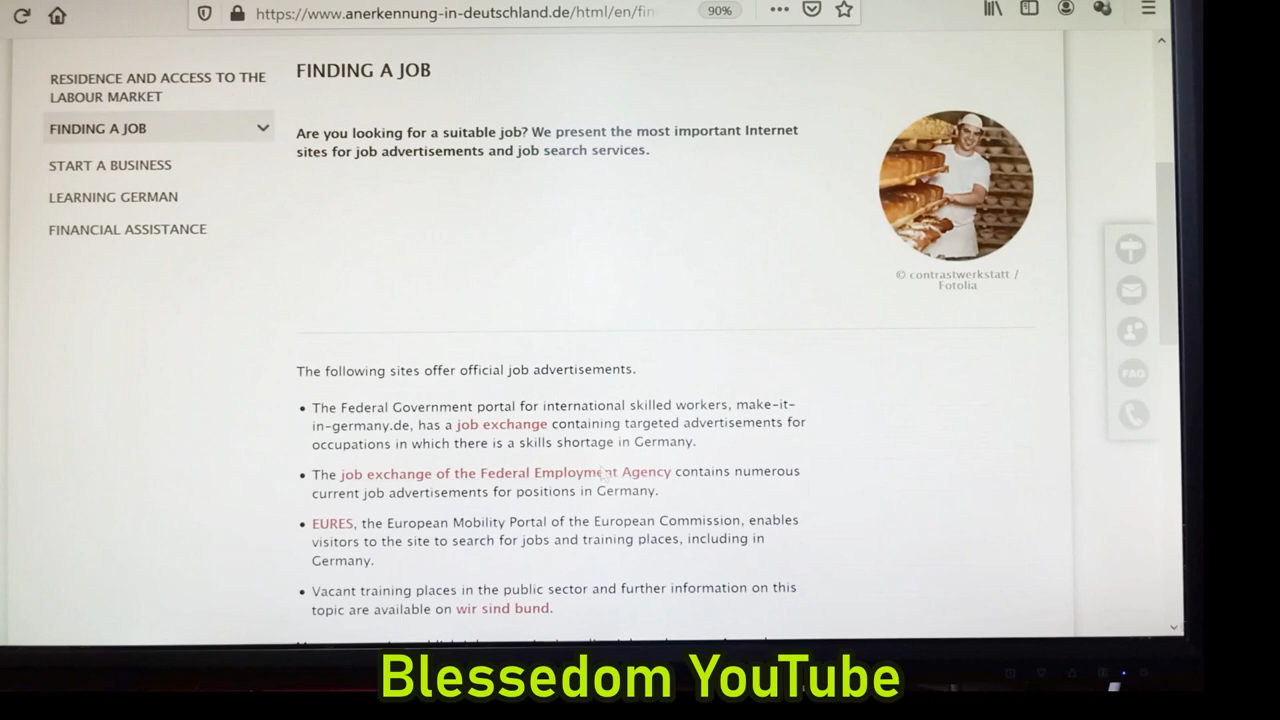 https://www.anerkennung-in-deutschland.de/html/en/fin
90%
RESIDENCE AND ACCESS TO THE
LABOUR MARKET
FINDING A JOB
START A BUSINESS
LEARNING GERMAN
FINANCIAL ASSISTANCE
FINDING A JOB
Are you looking for a suitable job? We present the most important Internet
sites for job advertisements and job search services.
© contrastwerkstatt /
Fotolia
FAQ
The following sites offer official job advertisements.
• The Federal Government portal for international skilled workers, make-it-
in-germany.de, has a job exchange containing targeted advertisements for
occupations in which there is a skills shortage in Germany.
• The job exchange of the Federal Employment Agency contains numerous
current job advertisements for positions in Germany.
• EURES, the European Mobility Portal of the European Commission, enables
visitors to the site to search for jobs and training places, including in
Germany.
• Vacant training places in the public sector and further information on this
topic are available on wir sind bund.
Blessedom YouTube